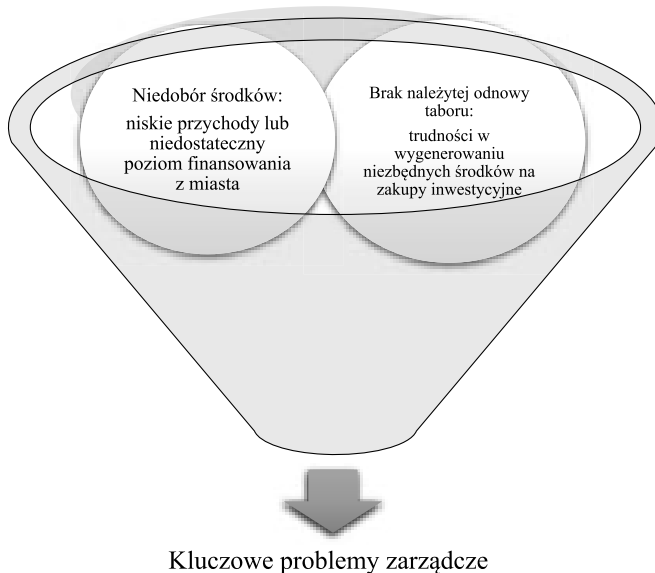 Niedobór środków:
niskie przychody lub
niedostateczny
poziom finansowania
z miasta
Brak należytej odnowy
taboru:
trudności w
wygenerowaniu
niezbędnych środków na
zakupy inwestycyjne
Kluczowe problemy zarządcze